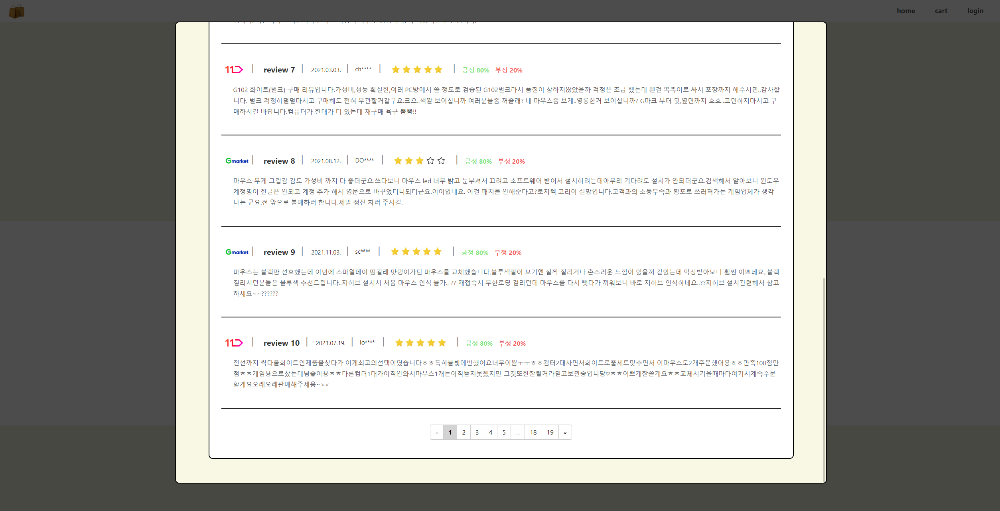 home cart login
11
review 7 2021.03.03. ch**** 긍정 80% 부정 20%
G102 화이트(벌크) 구매 리뷰입니다.가성비,성능 확실한,여러 PC방에서 쓸 정도로 검증된 G102벌크라서 품질이 상하지않았을까 걱정은 조금 했는데 왠걸 뽁뽁이로 싸서 포장까지 해주시면..감사합
니다. 벌크 걱정하덜덜마시고 구매해도 전혀 무관할거같구요.크으..색깔 보이십니까 여러분불좀 꺼줄래? 내 마우스좀 보게..영롱한거 보이십니까? G마크 부터 뒷,옆면까지 흐흐..고민하지마시고 구
매하시길 바랍니다.컴퓨터가 한대가 더 있는데 재구매 욕구 뿜뿜!!
Gmarket review 8 2021.08.12. DO**** 긍정 80% 부정 20%
마우스 무게 그립감 감도 가성비 까지 다 좋더군요.쓰다보니 마우스 led 너무 밝고 눈부셔서 끄려고 소프트웨어 받어서 설치하려는데아무리 기다려도 설치가 안되더군요.검색해서 알아보니 윈도우
계정명이 한글은 안되고 계정 추가 해서 영문으로 바꾸었더니되더군요.어이없네요. 이걸 패치를 안해준다고?로지텍 코리아 실망입니다.고객과의 소통부족과 횡포로 쓰러져가는 게임업체가 생각
나는 군요.전 앞으로 불매하려 합니다.제발 정신 차려 주시길.
Gmarket review 9 2021.11.03. sc**** 긍정 80% 부정 20%
마우스는 블랙만 선호했는데 이번에 스마일데이 떴길래 맛탱이가던 마우스를 교체했습니다.블루색깔이 보기엔 살짝 질리거나 촌스러운 느낌이 있을꺼 같았는데 막상받아보니 훨씬 이쁘네요..블랙
질리시던분들은 블루색 추천드립니다..지허브 설치시 처음 마우스 인식 불가.. ?? 재접속시 무한로딩 걸리던데 마우스를 다시 뺏다가 끼워보니 바로 지허브 인식하네요..??지허브 설치관련해서 참고
하세요~~??????
11
review 10 2021.07.19. lo**** 긍정 80% 부정 20%
전선까지 싹다올화이트인제품을찾다가 이게최고의선택이였습니다ㅎㅎ특히불빛에반했어요너무이쁨ㅜㅜㅎㅎ컴터2대사면서화이트로풀세트맞추면서 이마우스도2개주문했어용ㅎㅎ만족100점만
점ㅎㅎ게임용으로샀는데넘좋아용ㅎㅎ다른컴터1대가아직안와서마우스1개는아직뜯지못했지만 그것또한잘될거라믿고보관중입니당♡ㅎㅎ이쁘게잘쓸게요ㅎㅎ교체시기올때마다여기서계속주문
할게요오래오래판매해주세용~><
« 1 2 3 4 5 ... 18 19 »